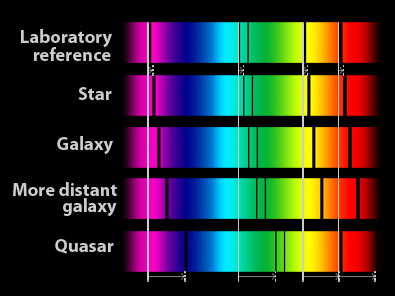 Laboratory
reference
Star
Galaxy
More distant
galaxy
Quasar